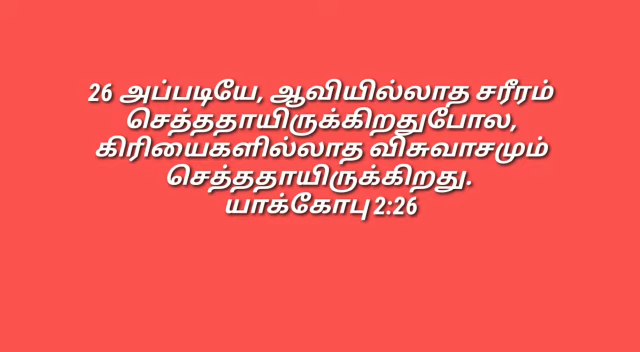 26 அப்படியே, ஆவியில்லாத சரீரம்
செத்ததாயிருக்கிறதுபோல,
கிரியைகளில்லாத விசுவாசமும்
செத்ததாயிருக்கிறது.
யாக்கோபு 2:26